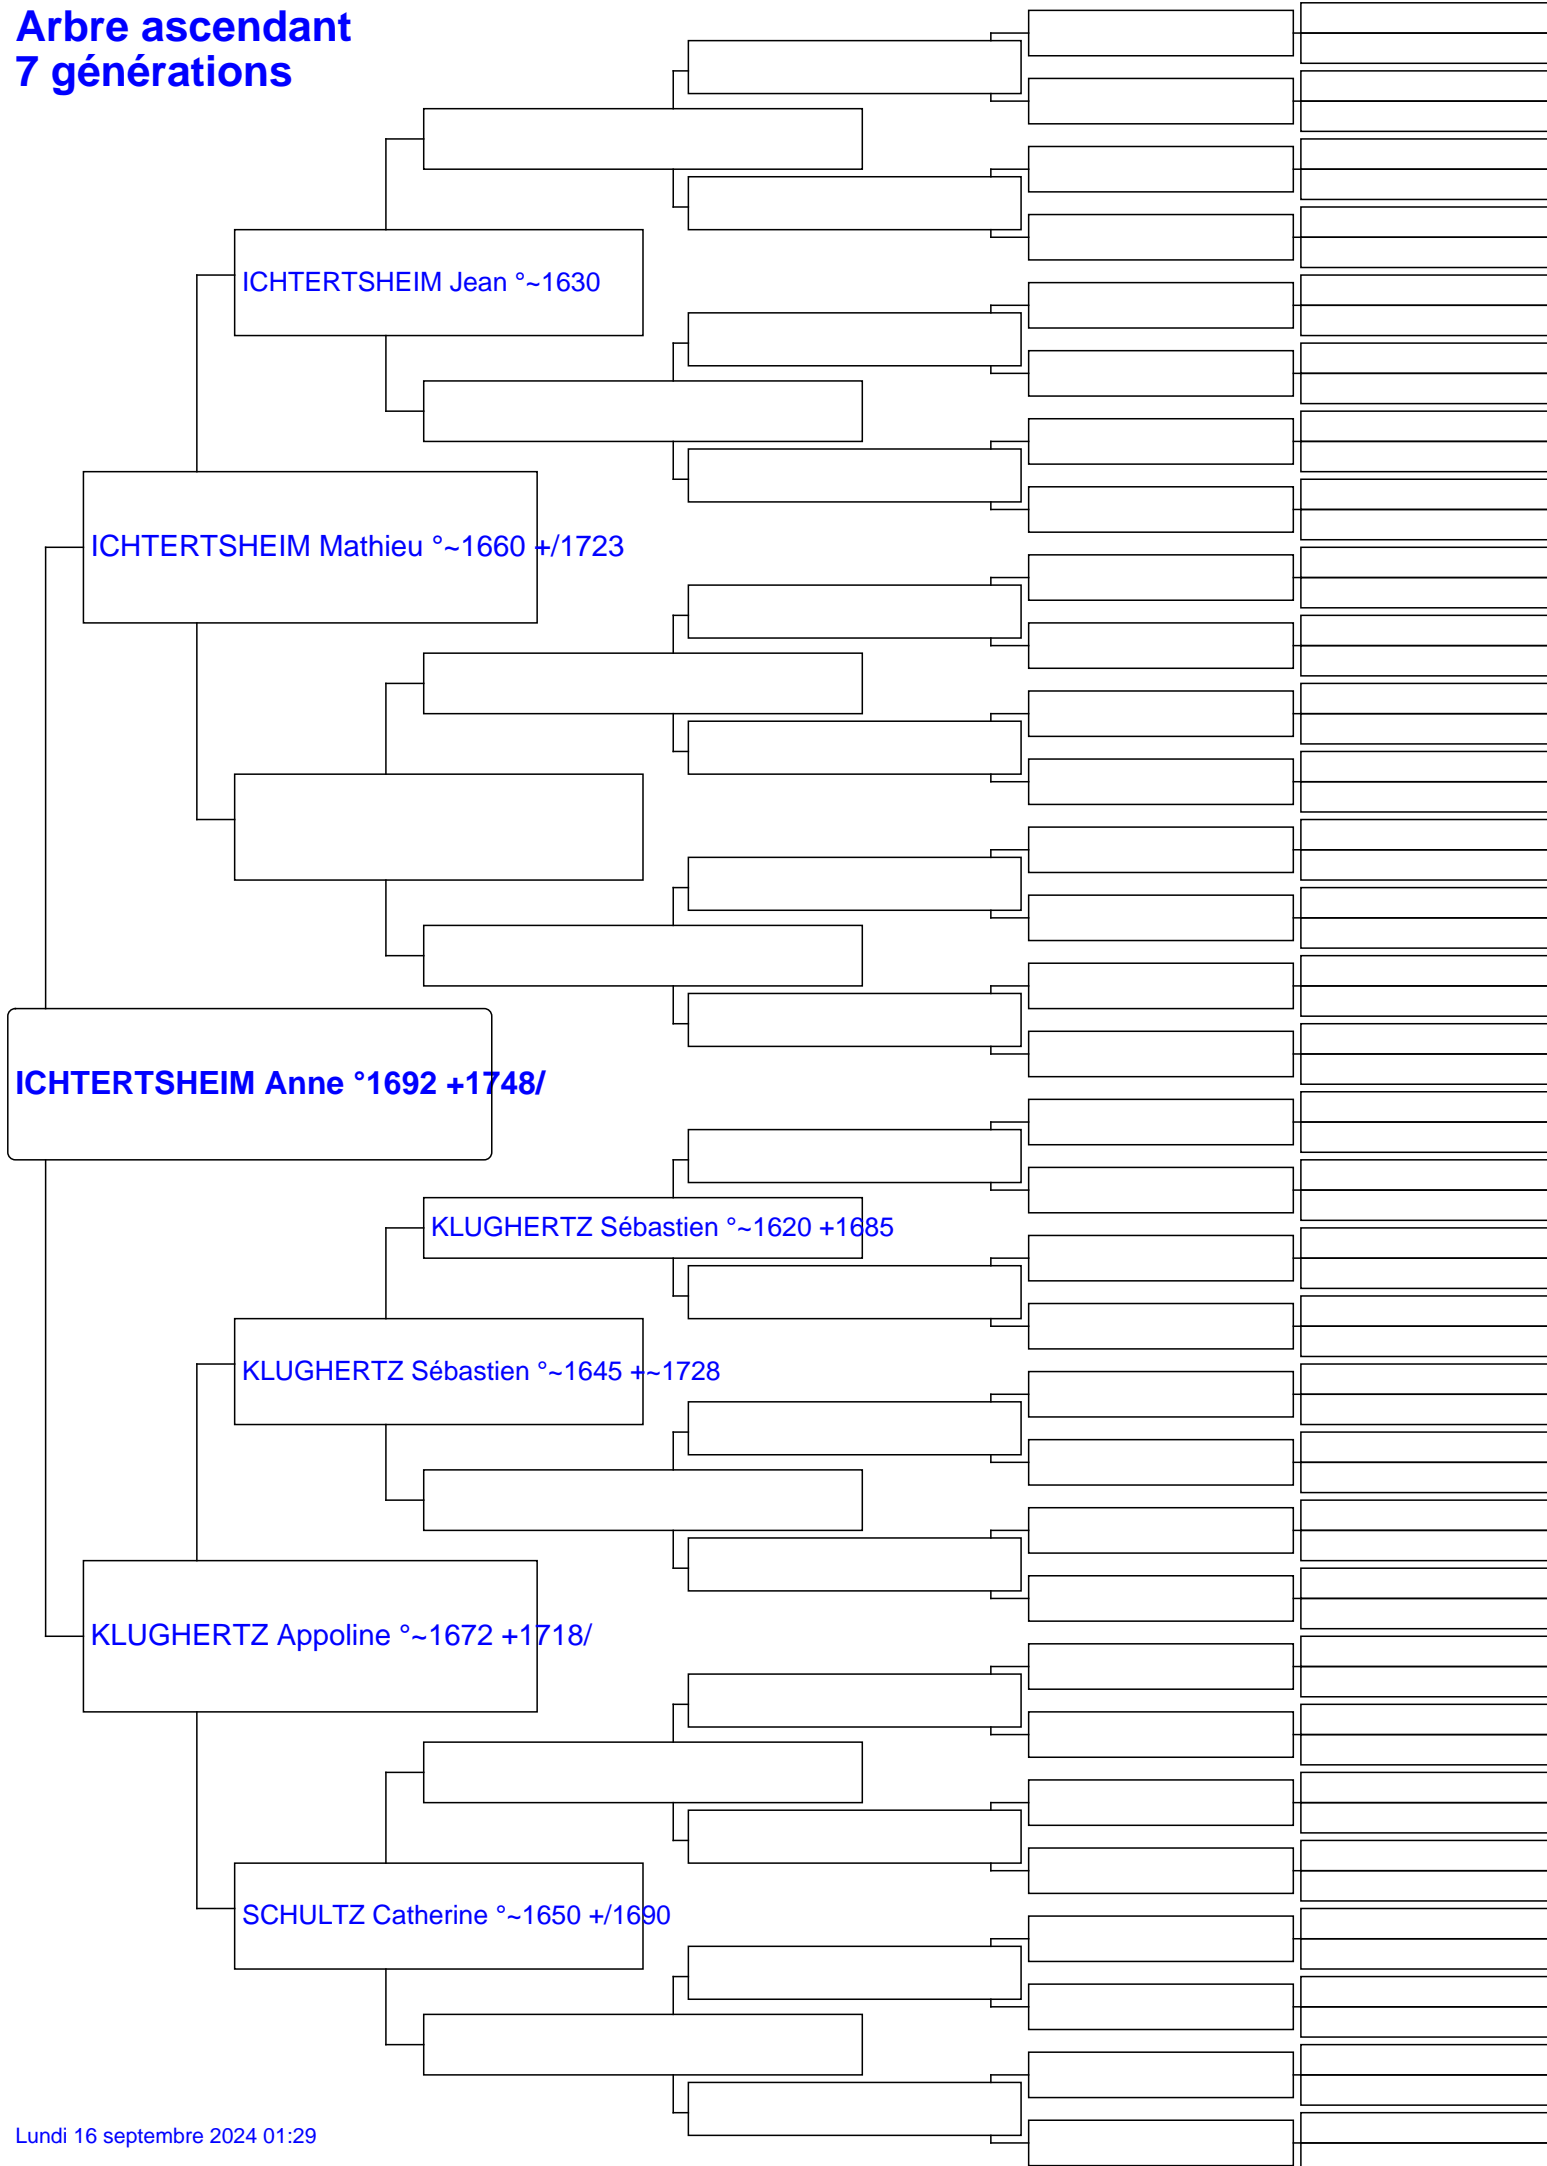 Arbre ascendant
7 générations
ICHTERTSHEIM Jean °~1630
ICHTERTSHEIM Mathieu °~1660 +/1723
ICHTERTSHEIM Anne °1692 +1748/
KLUGHERTZ Sébastien °~1620 +1685
KLUGHERTZ Sébastien °~1645 +~1728
KLUGHERTZ Appoline °~1672 +1718/
SCHULTZ Catherine °~1650 +/1690
Lundi 16 septembre 2024 01:29